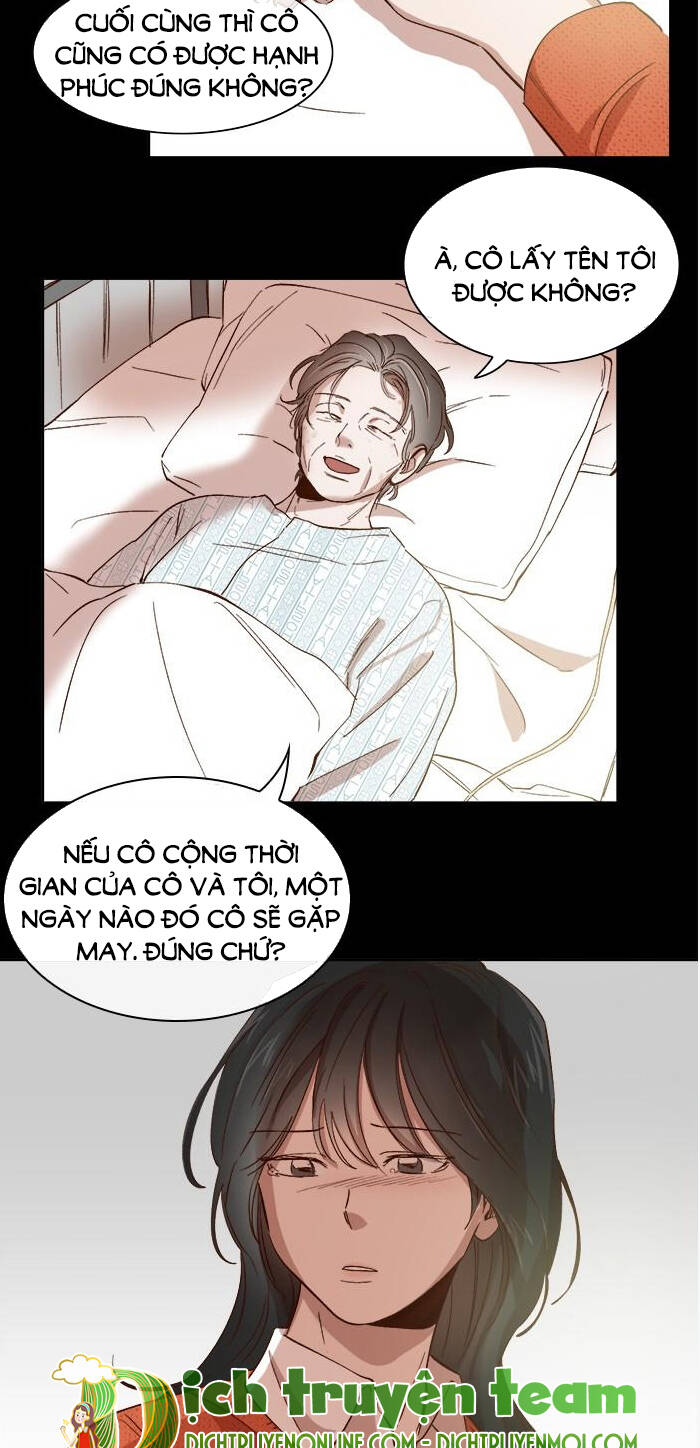 CUỐI CÙNG THÌ CÔ
CŨNG CÓ ĐƯỢC HẠNH
PHÚC ĐÚNG KHÔNG?
À, CÔ LẤY TÊN TÔI
ĐƯỢC KHÔNG?
NẾU CÔ CỘNG THỜI
GIAN CỦA CÔ VÀ TÔI, MỘT
NGÀY NÀO ĐÓ CÔ SẼ GẶP
MAY. ĐÚNG CHỨ?
Dịch truyện team
DICHTRUYENONLINE.COM - DICHTRUYENMOI.COM